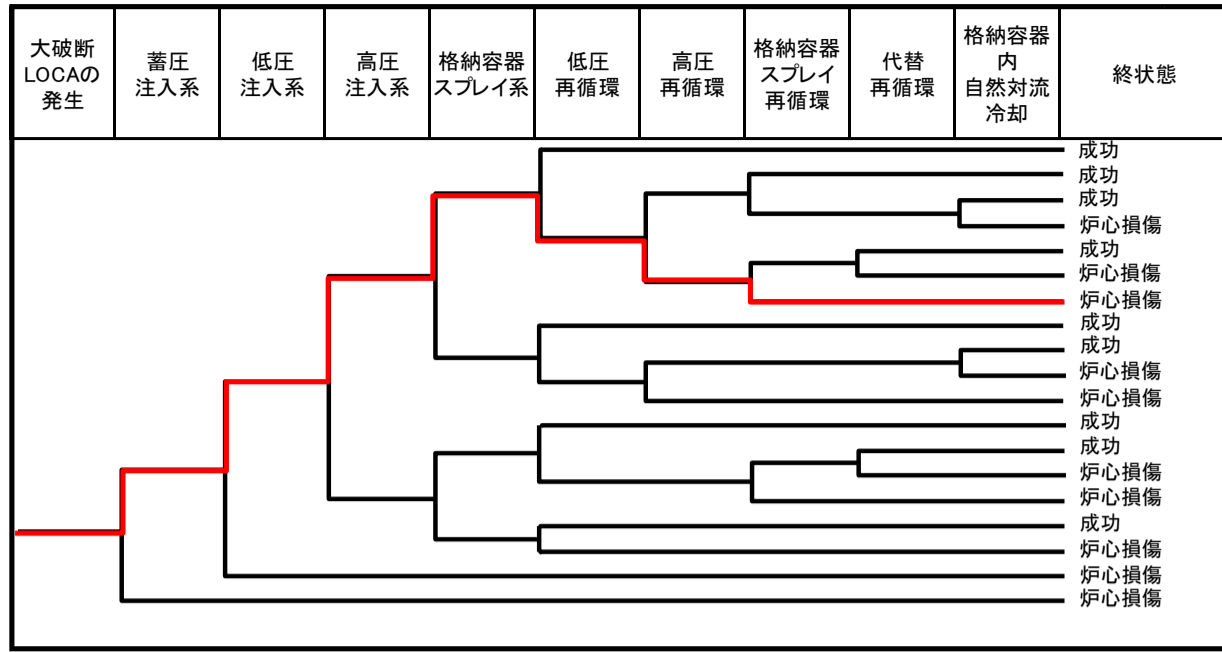 大破断
LOCAの
発生
蓄圧
注入系
低圧
注入系
高圧
注入系
格納容器
スプレイ系
低圧
再循環
高圧
再循環
格納容器
スプレイ
再循環
代替
再循環
格納容器
内
自然対流
冷却
終状態
成功
成功
成功
炉心損傷
成功
炉心損傷
炉心損傷
成功
成功
炉心損傷
炉心損傷
成功
成功
炉心損傷
炉心損傷
成功
炉心損傷
炉心損傷
炉心損傷